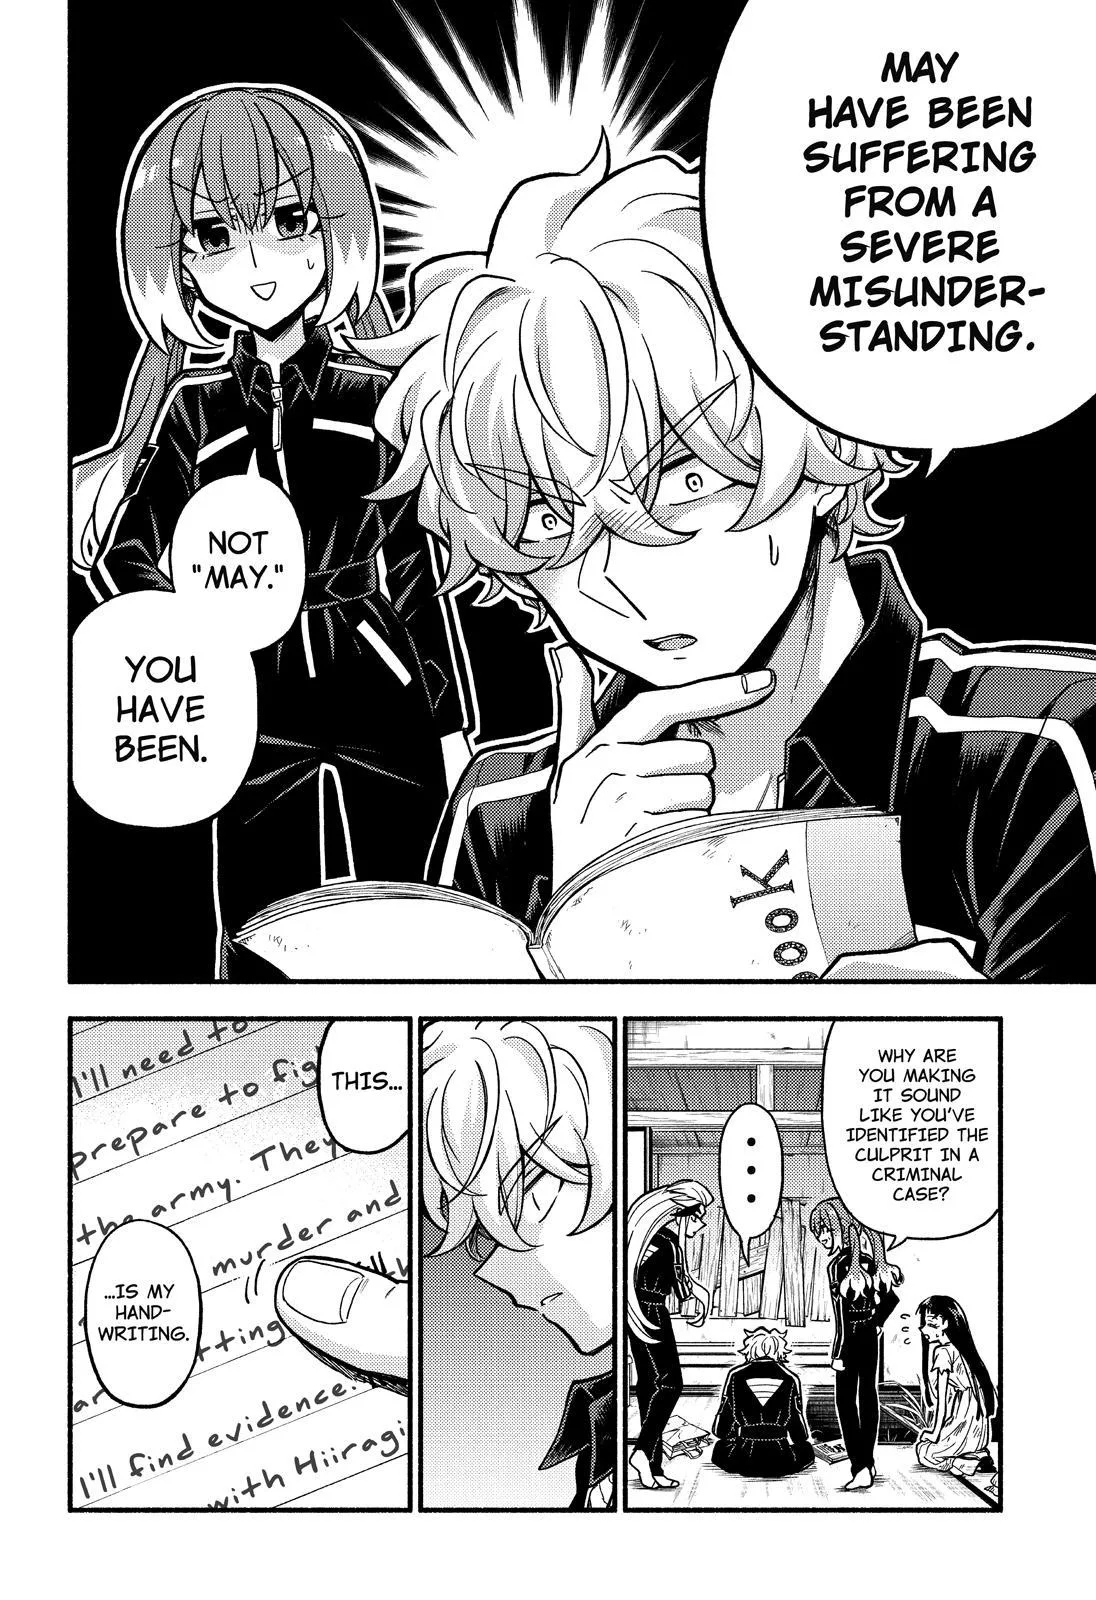 MAY
HAVE BEEN
SUFFERING
FROM A
SEVERE
MISUNDER-
STANDING.
NOT
"MAY."
YOU
HAVE
BEEN.
BOOK
WHY ARE
YOU MAKING
IT SOUND
LIKE YOU'VE
IDENTIFIED THE
CULPRIT IN A
CRIMINAL
CASE?
...
THIS...
I'll need to
prepare to fig
the army. They
murder and
rting
I'll find evidence.
with Hiiragi
...IS MY
HAND-
WRITING.